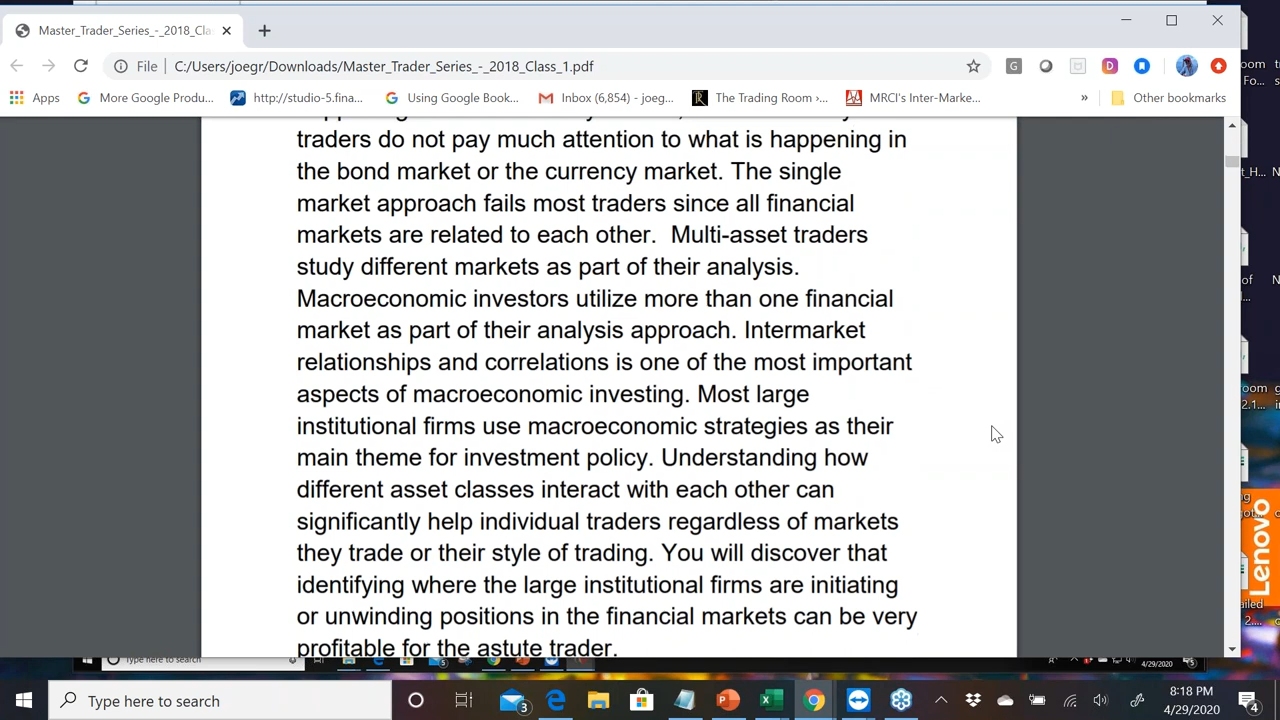 Master_Trader_Series_-_2018_Cla
File
C:/Users/joegr/Downloads/Master_Trader_Series_-_2018_Class_1.pdf
Apps
More Google Produ...
http://studio-5.fina...
Using Google Book...
Inbox (6,854) - joeg...
The Trading Room >...
MRCI's Inter-Marke...
»
Other bookmarks
traders do not pay much attention to what is happening in
the bond market or the currency market. The single
market approach fails most traders since all financial
markets are related to each other.  Multi-asset traders
study different markets as part of their analysis.
Macroeconomic investors utilize more than one financial
market as part of their analysis approach. Intermarket
relationships and correlations is one of the most important
aspects of macroeconomic investing. Most large
institutional firms use macroeconomic strategies as their
main theme for investment policy. Understanding how
different asset classes interact with each other can
significantly help individual traders regardless of markets
they trade or their style of trading. You will discover that
identifying where the large institutional firms are initiating
or unwinding positions in the financial markets can be very
profitable for the astute trader.
Lenovo
Type here to search
4/29/2020
Type here to search
8:18 PM
4/29/2020